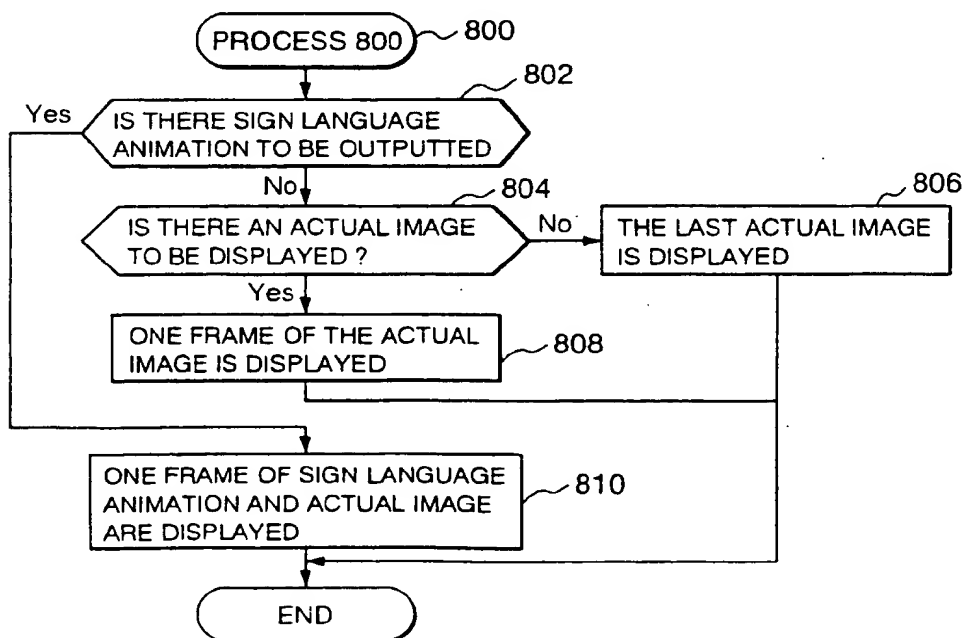 PROCESS 800
800
802
Yes
IS THERE SIGN LANGUAGE
ANIMATION TO BE OUTPUTTED
No
804
806
IS THERE AN ACTUAL IMAGE
TO BE DISPLAYED ?
No
THE LAST ACTUAL IMAGE
IS DISPLAYED
Yes
ONE FRAME OF THE ACTUAL
IMAGE IS DISPLAYED
808
ONE FRAME OF SIGN LANGUAGE
ANIMATION AND ACTUAL IMAGE
ARE DISPLAYED
810
END